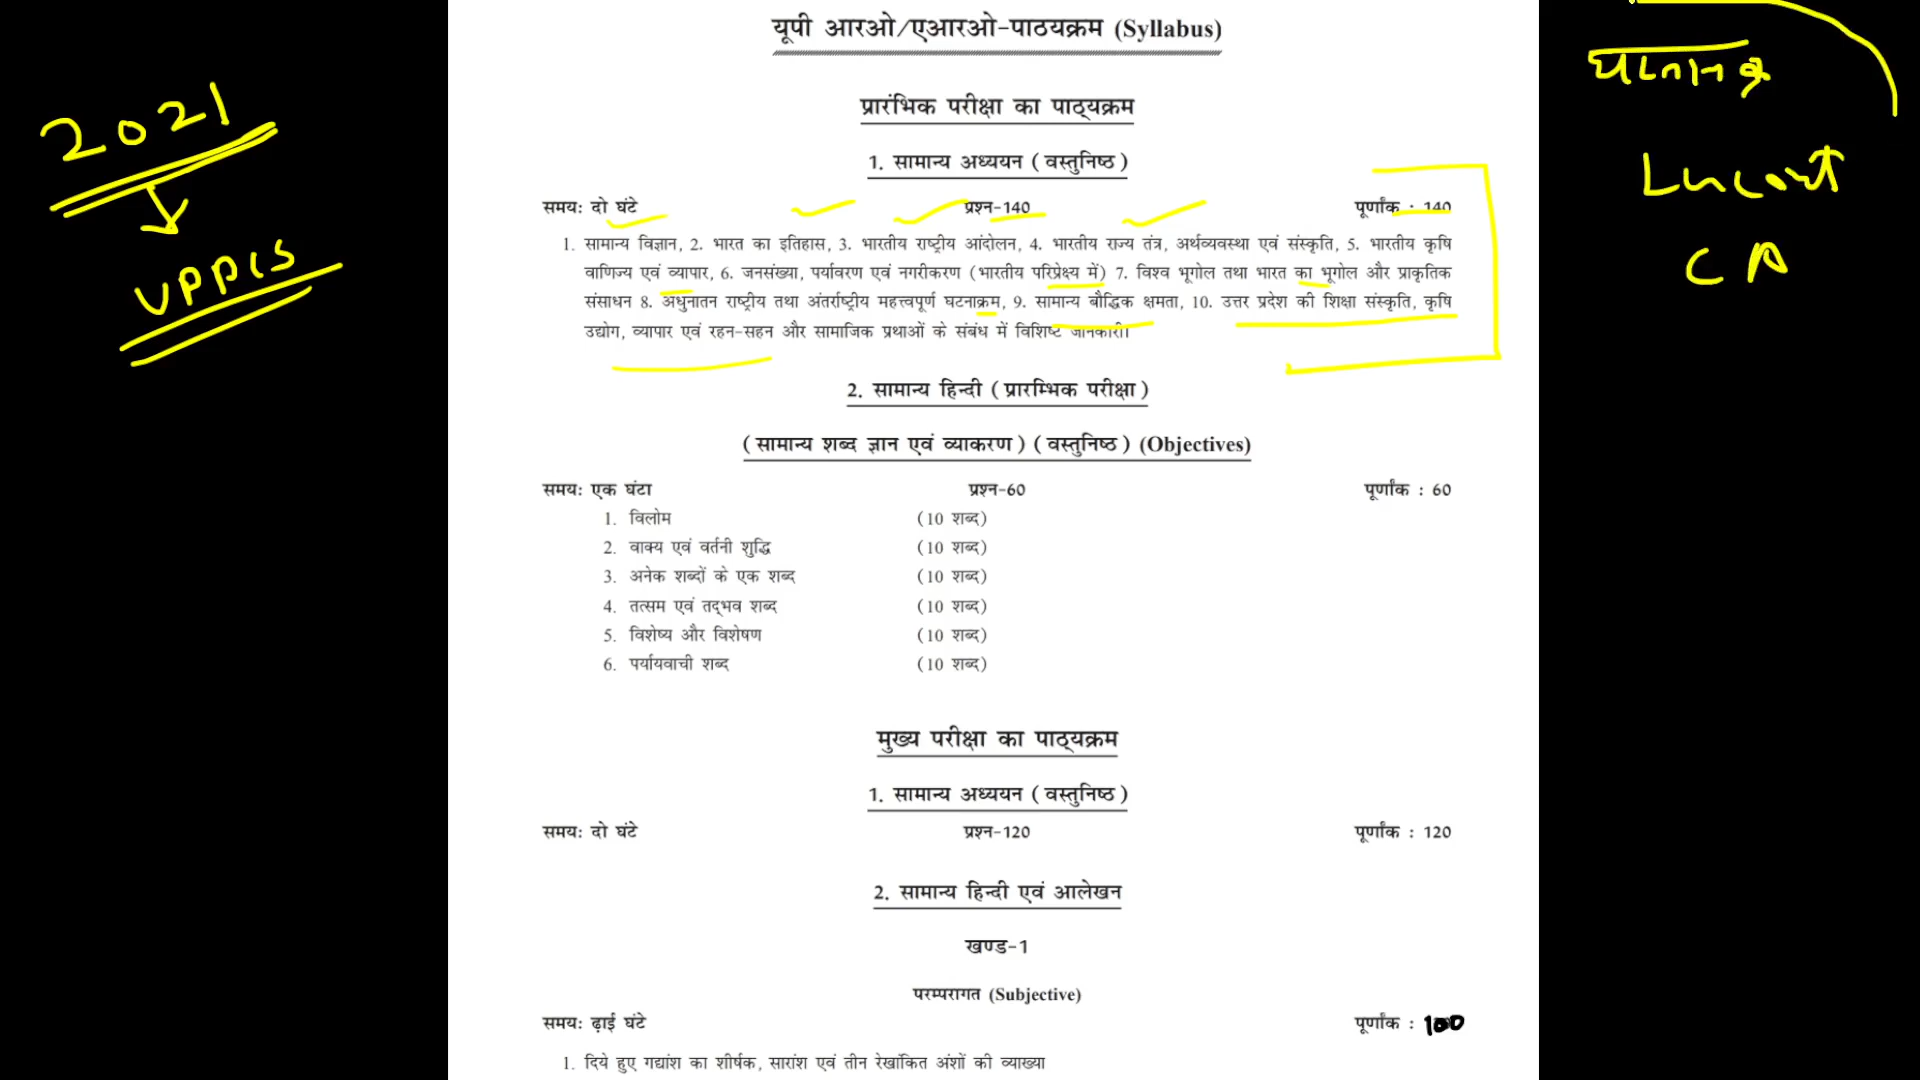 यूपी आरओ/एआरओ-पाठयक्रम (Syllabus)
प्रारंभिक परीक्षा का पाठ्यक्रम
1. सामान्य अध्ययन (वस्तुनिष्ठ)
समय: दो घंटे प्रश्न-140 पूर्णांक : 140
1. सामान्य विज्ञान, 2. भारत का इतिहास, 3. भारतीय राष्ट्रीय आंदोलन, 4. भारतीय राज्य तंत्र, अर्थव्यवस्था एवं संस्कृति, 5. भारतीय कृषि
वाणिज्य एवं व्यापार, 6. जनसंख्या, पर्यावरण एवं नगरीकरण (भारतीय परिप्रेक्ष्य में) 7. विश्व भूगोल तथा भारत का भूगोल और प्राकृतिक
संसाधन 8. अधुनातन राष्ट्रीय तथा अंतर्राष्ट्रीय महत्त्वपूर्ण घटनाक्रम, 9. सामान्य बौद्धिक क्षमता, 10. उत्तर प्रदेश की शिक्षा संस्कृति, कृषि
उद्योग, व्यापार एवं रहन-सहन और सामाजिक प्रथाओं के संबंध में विशिष्ट जानकारी।
2. सामान्य हिन्दी (प्रारम्भिक परीक्षा)
(सामान्य शब्द ज्ञान एवं व्याकरण) (वस्तुनिष्ठ) (Objectives)
समय: एक घंटा प्रश्न-60 पूर्णांक : 60
1. विलोम (10 शब्द)
2. वाक्य एवं वर्तनी शुद्धि (10 शब्द)
3. अनेक शब्दों के एक शब्द (10 शब्द)
4. तत्सम एवं तद्भव शब्द (10 शब्द)
5. विशेष्य और विशेषण (10 शब्द)
6. पर्यायवाची शब्द (10 शब्द)
मुख्य परीक्षा का पाठ्यक्रम
1. सामान्य अध्ययन (वस्तुनिष्ठ)
समय: दो घंटे प्रश्न-120 पूर्णांक : 120
2. सामान्य हिन्दी एवं आलेखन
खण्ड-1
परम्परागत (Subjective)
समय: ढ़ाई घंटे पूर्णांक : 100
1. दिये हुए गद्यांश का शीर्षक, सारांश एवं तीन रेखांकित अंशों की व्याख्या
2021
UPPCS
CA